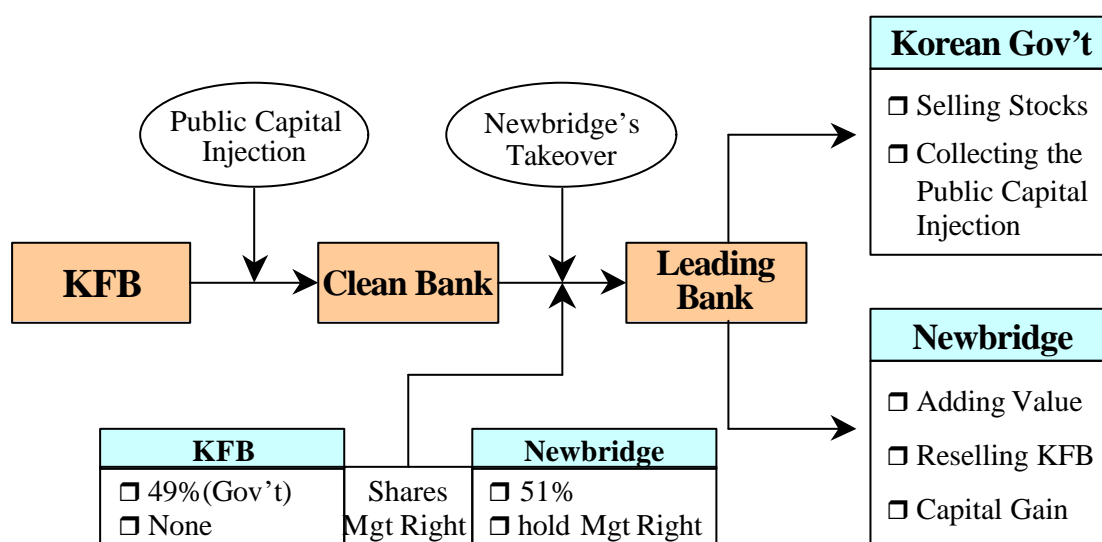 Korean Gov't
❒ Selling Stocks
❒ Collecting the
Public Capital
Injection
Public Capital
Injection
Newbridge’s
Takeover
KFB
Clean Bank
Leading
Bank
Newbridge
❒ Adding Value
❒ Reselling KFB
❒ Capital Gain
KFB
❒ 49%(Gov’t)
❒ None
Shares
Mgt Right
Newbridge
❒ 51%
❒ hold Mgt Right